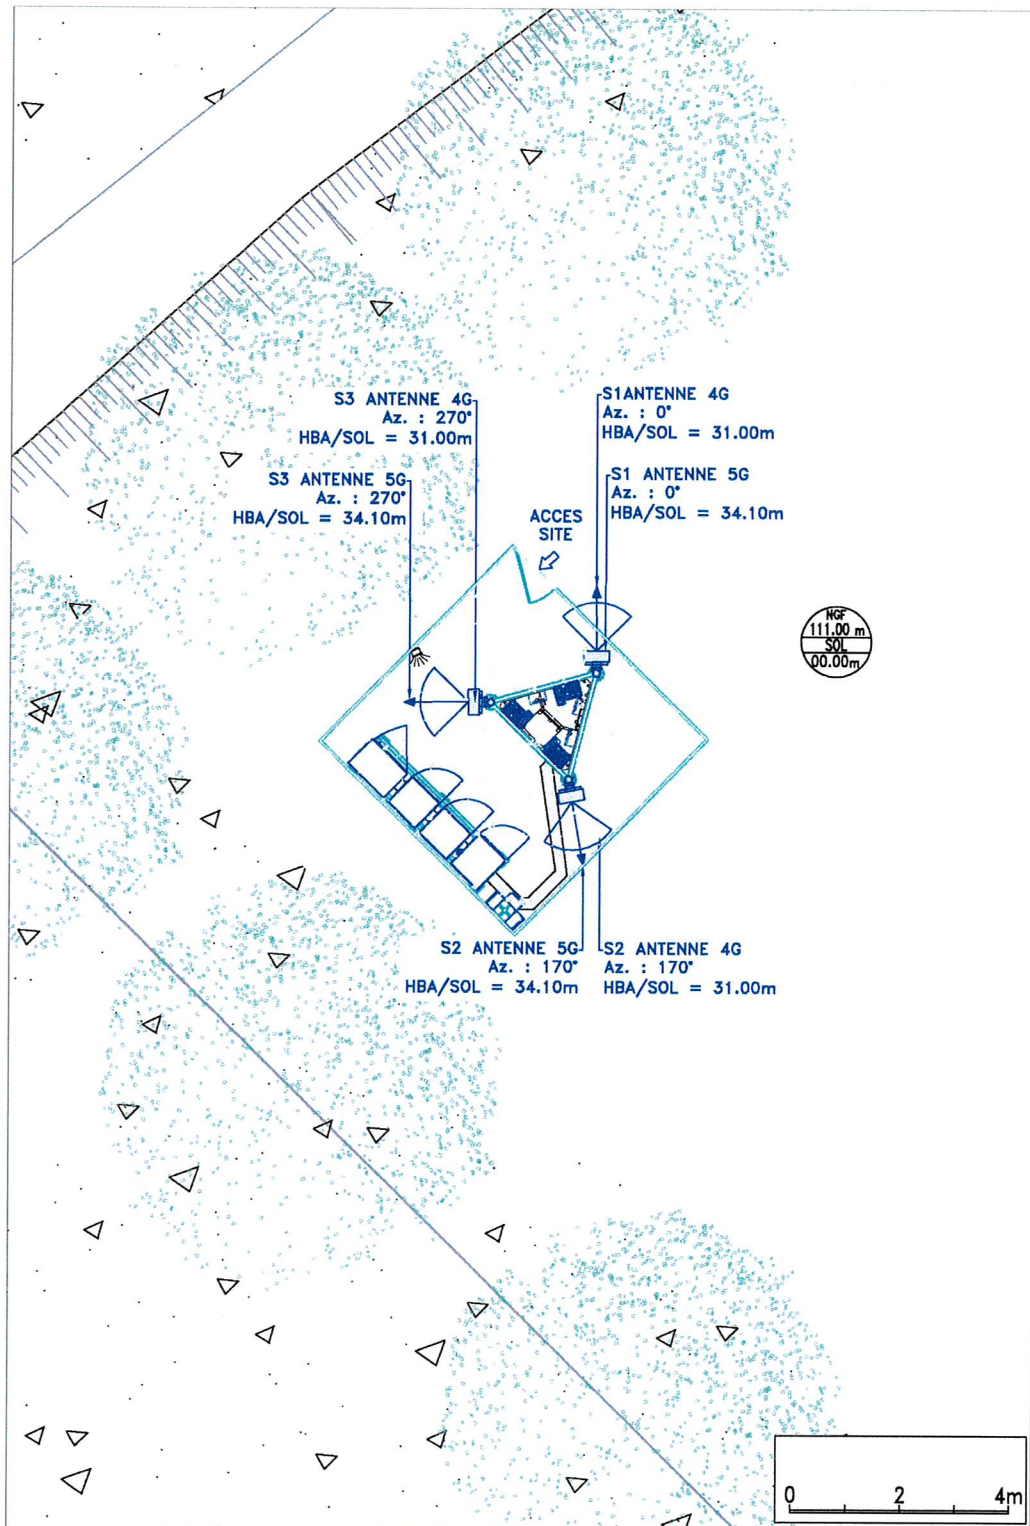 S3 ANTENNE 4G
Az. : 270°
HBA/SOL = 31.00m
S1ANTENNE 4G
Az. : 0°
HBA/SOL = 31.00m
S3 ANTENNE 5G
Az. : 270°
HBA/SOL = 34.10m
S1 ANTENNE 5G
Az. : 0°
HBA/SOL = 34.10m
ACCES
SITE
NGF
111.00 m
SOL
00.00m
S2 ANTENNE 5G
Az. : 170°
HBA/SOL = 34.10m
S2 ANTENNE 4G
Az. : 170°
HBA/SOL = 31.00m
0 2 4m